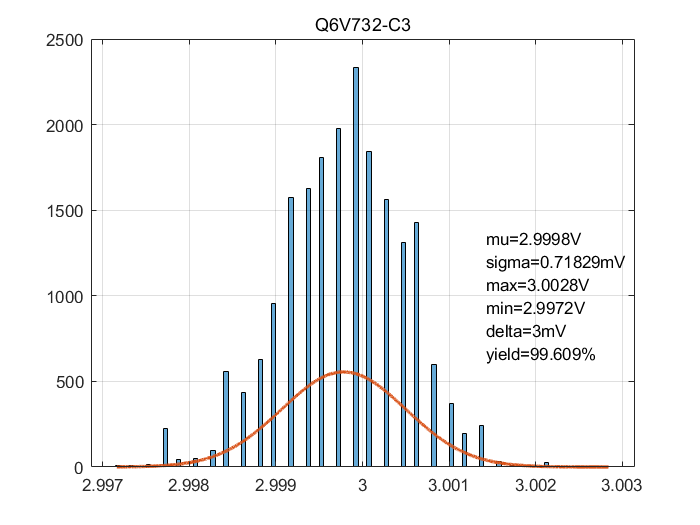 Q6V732-C3
2500
2000
1500
1000
500
0
mu=2.9998V
sigma=0.71829mV
max=3.0028V
min=2.9972V
delta=3mV
yield=99.609%
2.997 2.998 2.999 3 3.001 3.002 3.003